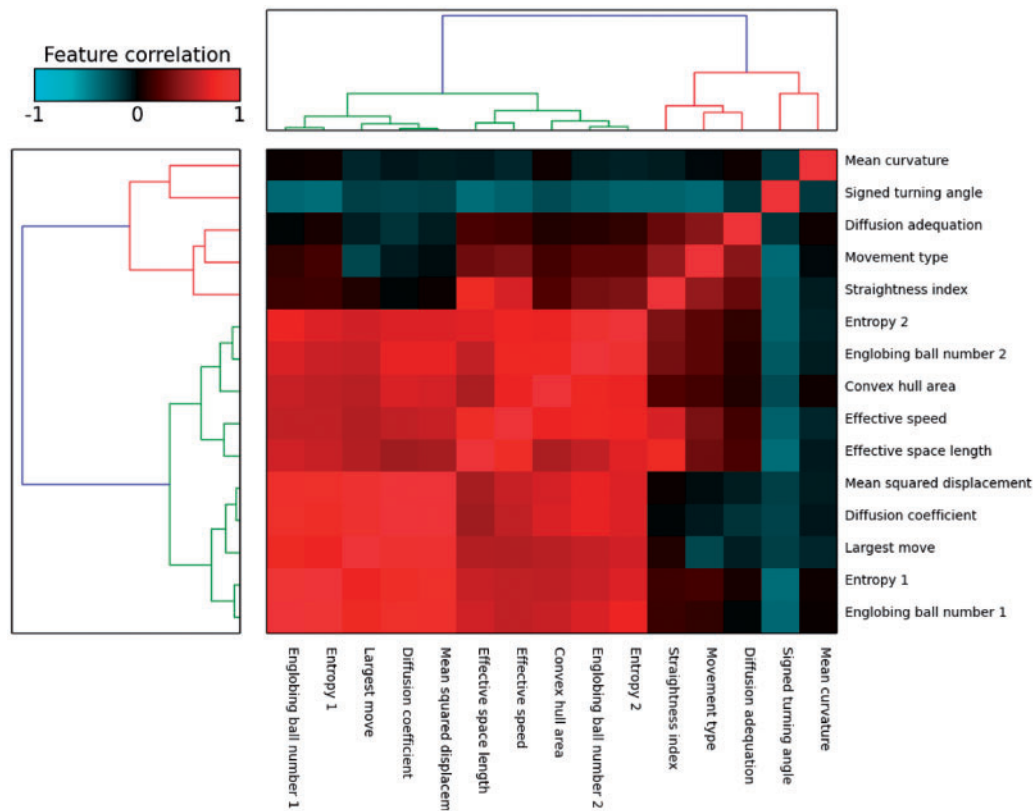 Feature correlation
-1 0 1
Mean curvature
Signed turning angle
Diffusion adequation
Movement type
Straightness index
Entropy 2
Englobing ball number 2
Convex hull area
Effective speed
Effective space length
Mean squared displacement
Diffusion coefficient
Largest move
Entropy 1
Englobing ball number 1
Englobing ball number 1
Entropy 1
Largest move
Diffusion coefficient
Mean squared displacem
Effective space length
Effective speed
Convex hull area
Englobing ball number 2
Entropy 2
Straightness index
Movement type
Diffusion adequation
Signed turning angle
Mean curvature